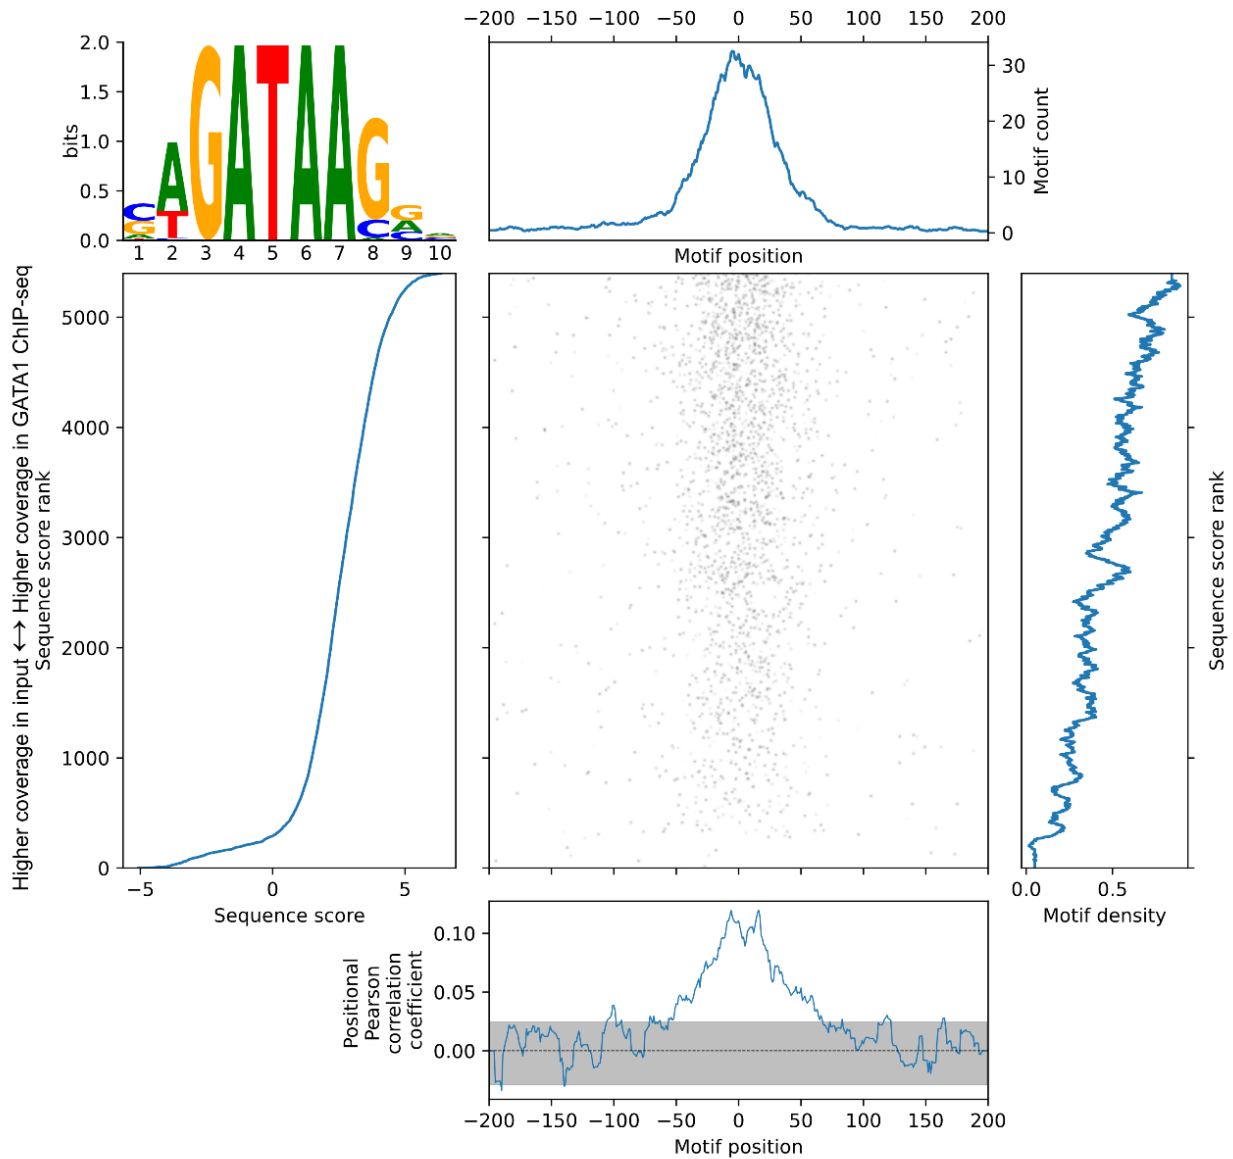 −200 −150 −100 −50 0 50 100 150 200
2.0
1.5
1.0
0.5
0.0
bits
C
G
A
A
T
G
A
T
A
A
G
C
G
A
C
1 2 3 4 5 6 7 8 9 10
30
20
10
0
Motif count
Motif position
Higher coverage in input ⟷ Higher coverage in GATA1 ChIP-seq
Sequence score rank
5000
4000
3000
2000
1000
0
−5 0 5
Sequence score
Sequence score rank
0.0 0.5
Motif density
Positional
Pearson
correlation
coefficient
0.10
0.05
0.00
−200 −150 −100 −50 0 50 100 150 200
Motif position